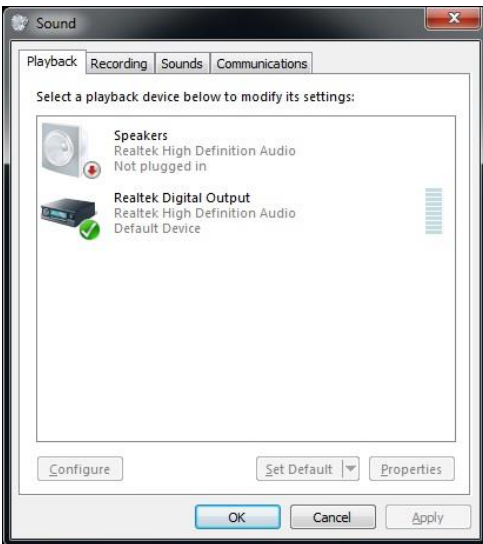 Sound
Playback Recording Sounds Communications
Select a playback device below to modify its settings:
Speakers
Realtek High Definition Audio
Not plugged in
Realtek Digital Output
Realtek High Definition Audio
Default Device
Configure Set Default Properties
OK Cancel Apply